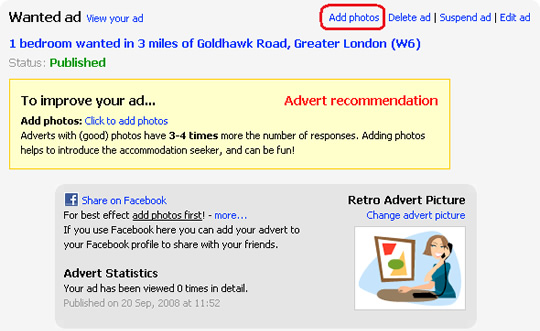 Wanted ad View your ad Add photos Delete ad | Suspend ad | Edit ad
1 bedroom wanted in 3 miles of Goldhawk Road, Greater London (W6)
Status: Published
To improve your ad... Advert recommendation
Add photos: Click to add photos
Adverts with (good) photos have 3-4 times more the number of responses. Adding photos
helps to introduce the accommodation seeker, and can be fun!
Share on Facebook
For best effect add photos first! - more...
If you use Facebook here you can add your advert to
your Facebook profile to share with your friends.
Retro Advert Picture
Change advert picture
Advert Statistics
Your ad has been viewed 0 times in detail.
Published on 20 Sep, 2008 at 11:52